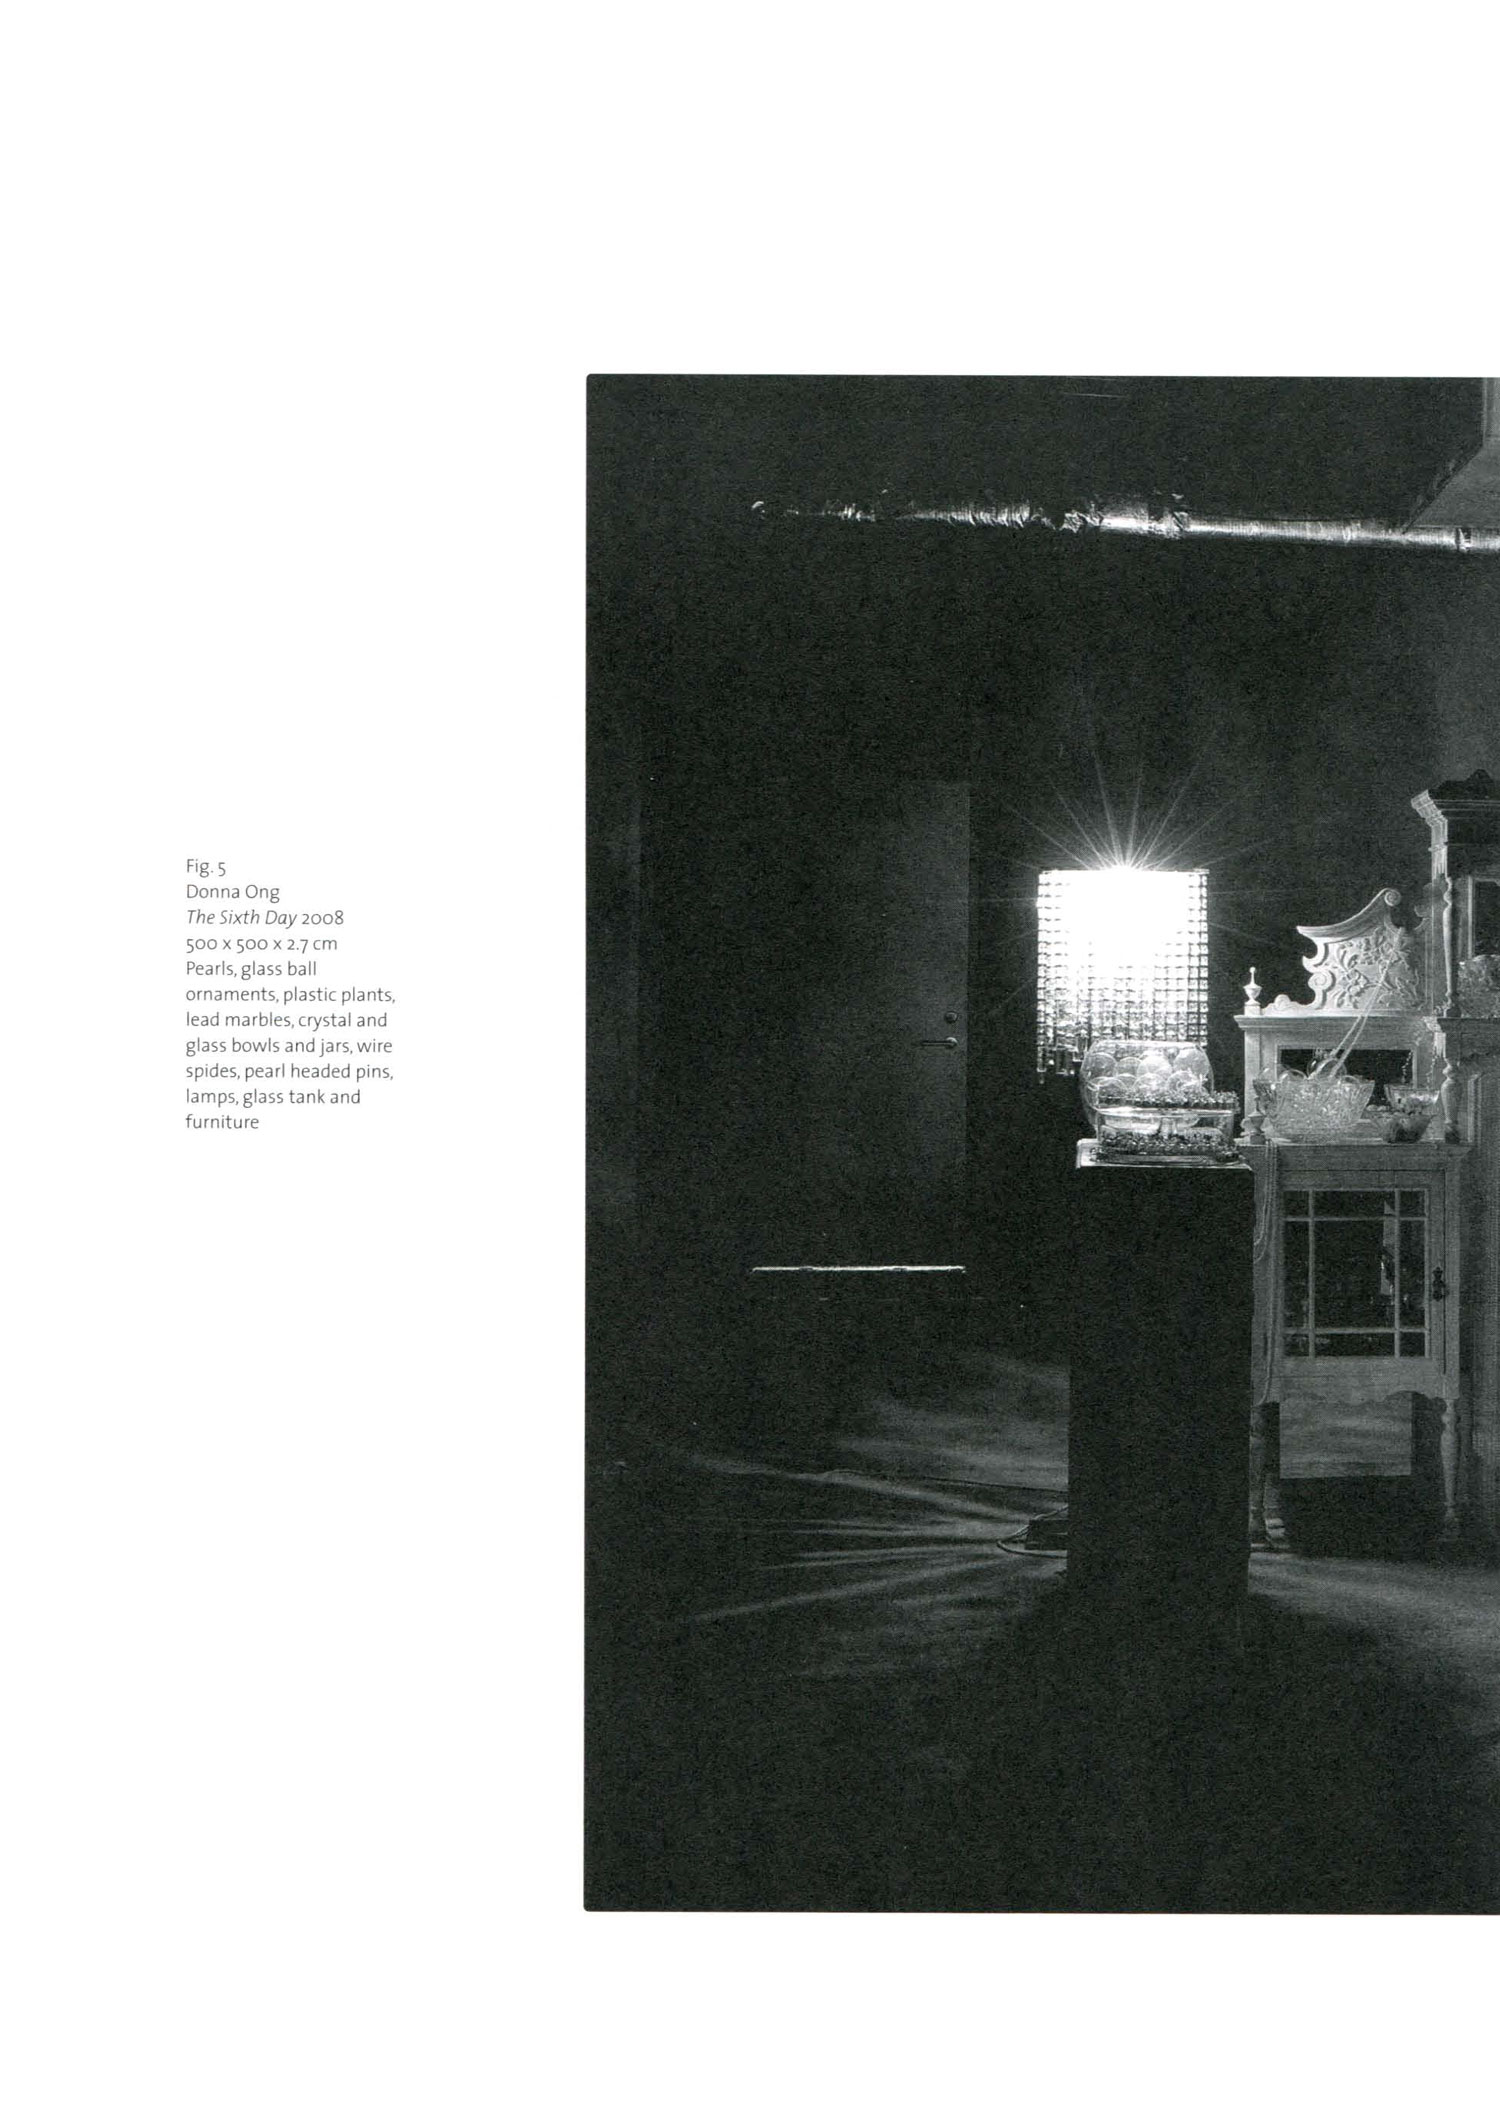 Fig. 5
Donna Ong
The Sixth Day 2008
500 x 500 x 2.7 cm
Pearls, glass ball
ornaments, plastic plants,
lead marbles, crystal and
glass bowls and jars, wire
spides, pearl headed pins,
lamps, glass tank and
furniture